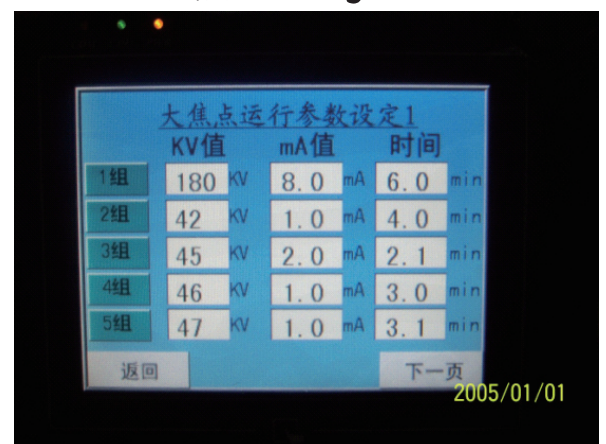 大焦点运行参数设定1
KV值 mA值 时间
1组 180 KV 8.0 mA 6.0 min
2组 42 KV 1.0 mA 4.0 min
3组 45 KV 2.0 mA 2.1 min
4组 46 KV 1.0 mA 3.0 min
5组 47 KV 1.0 mA 3.1 min
返回 下一页
2005/01/01